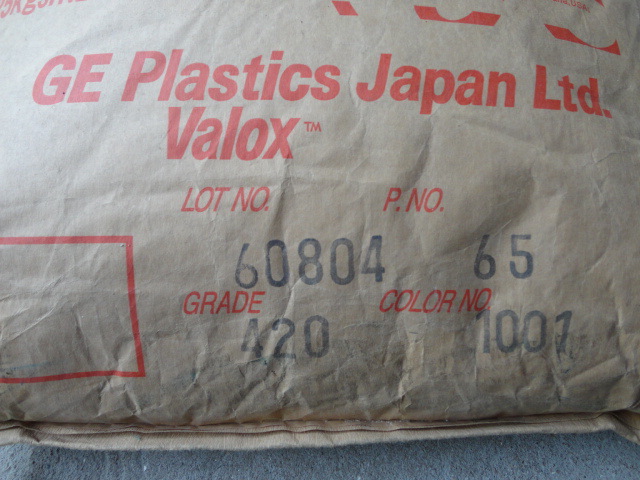 GE Plastics Japan Ltd.
Valox™
LOT NO. P.NO.
60804 65
GRADE COLOR NO.
420 1001